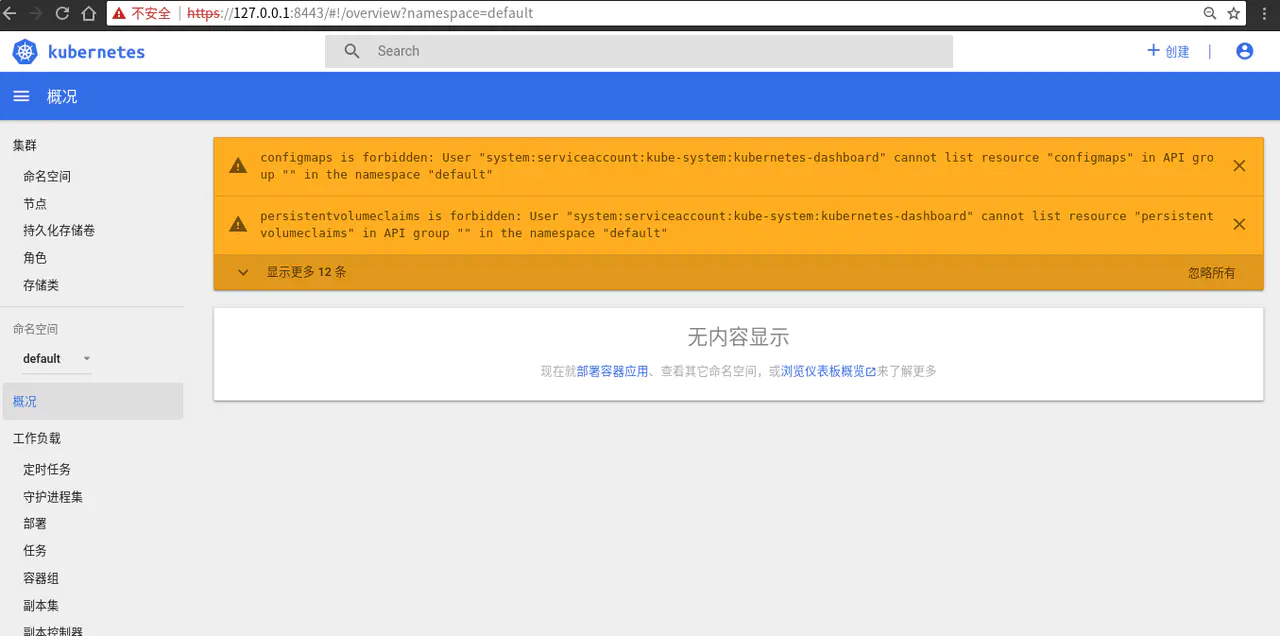 不安全 https://127.0.0.1:8443/#!/overview?namespace=default
kubernetes
Search
创建
概况
集群
命名空间
节点
持久化存储卷
角色
存储类
命名空间
default
概况
工作负载
定时任务
守护进程集
部署
任务
容器组
副本集
副本控制器
configmaps is forbidden: User "system:serviceaccount:kube-system:kubernetes-dashboard" cannot list resource "configmaps" in API gro
up "" in the namespace "default"
persistentvolumeclaims is forbidden: User "system:serviceaccount:kube-system:kubernetes-dashboard" cannot list resource "persistent
volumeclaims" in API group "" in the namespace "default"
显示更多 12 条
忽略所有
无内容显示
现在就部署容器应用、查看其它命名空间，或浏览仪表板概览来了解更多